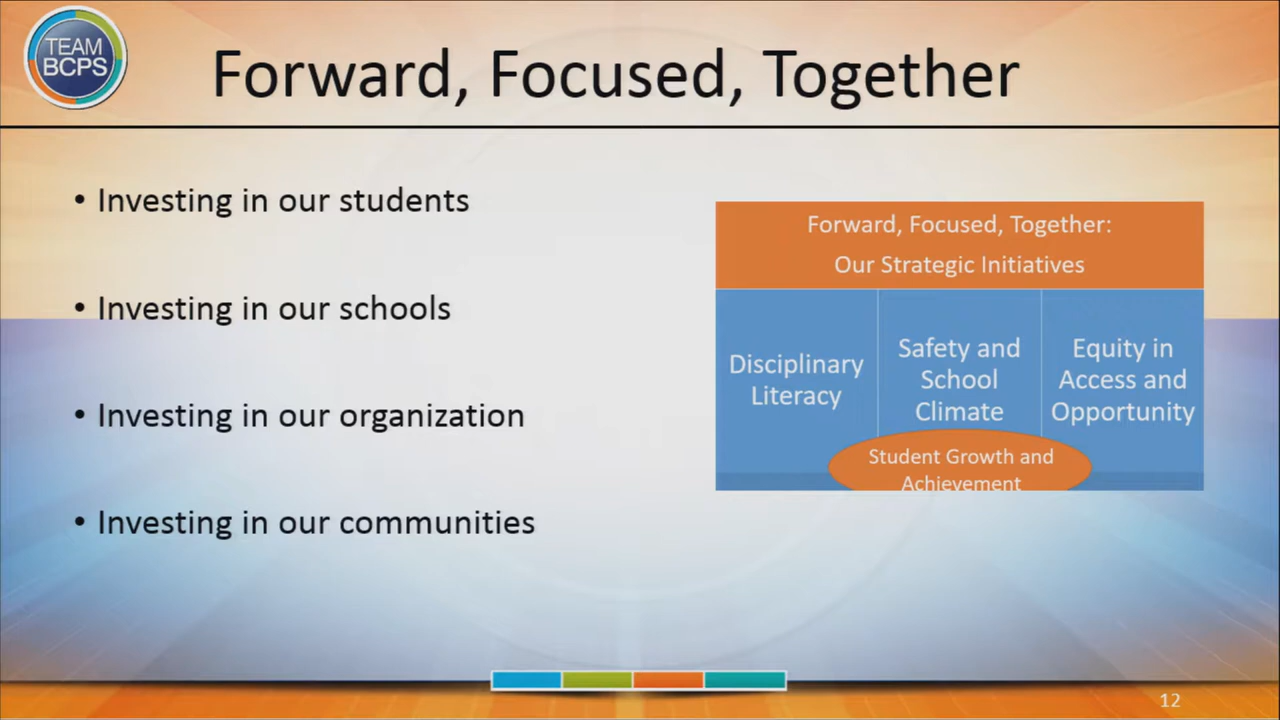 TEAM
BCPS
Forward, Focused, Together
• Investing in our students
• Investing in our schools
• Investing in our organization
• Investing in our communities
Forward, Focused, Together:
Our Strategic Initiatives
Disciplinary
Literacy
Safety and
School
Climate
Equity in
Access and
Opportunity
Student Growth and
Achievement
12